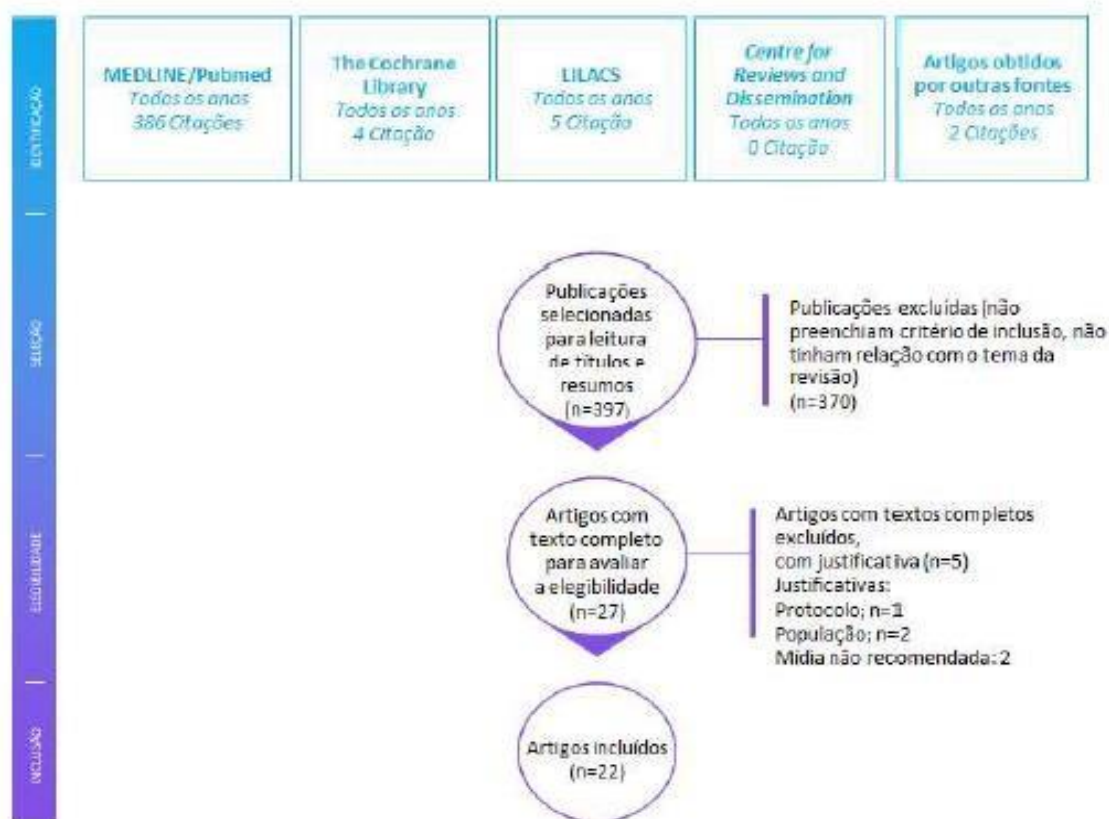 IDENTIFICAÇÃO
MEDLINE/Pubmed
Todos os anos
386 Citações
The Cochrane
Library
Todos os anos
4 Citação
LILACS
Todos os anos
5 Citação
Centre for
Reviews and
Dissemination
Todos os anos
0 Citação
Artigos obtidos
por outras fontes
Todos os anos
2 Citações
SELEÇÃO
Publicações
selecionadas
para leitura
de títulos e
resumos
(n=397)
Publicações excluídas (não
preenchiam critério de inclusão, não
tinham relação com o tema da
revisão)
(n=370)
ELEGIBILIDADE
Artigos com
texto completo
para avaliar
a elegibilidade
(n=27)
Artigos com textos completos
excluídos,
com justificativa (n=5)
Justificativas:
Protocolo; n=1
População; n=2
Mídia não recomendada: 2
INCLUSÃO
Artigos incluídos
(n=22)